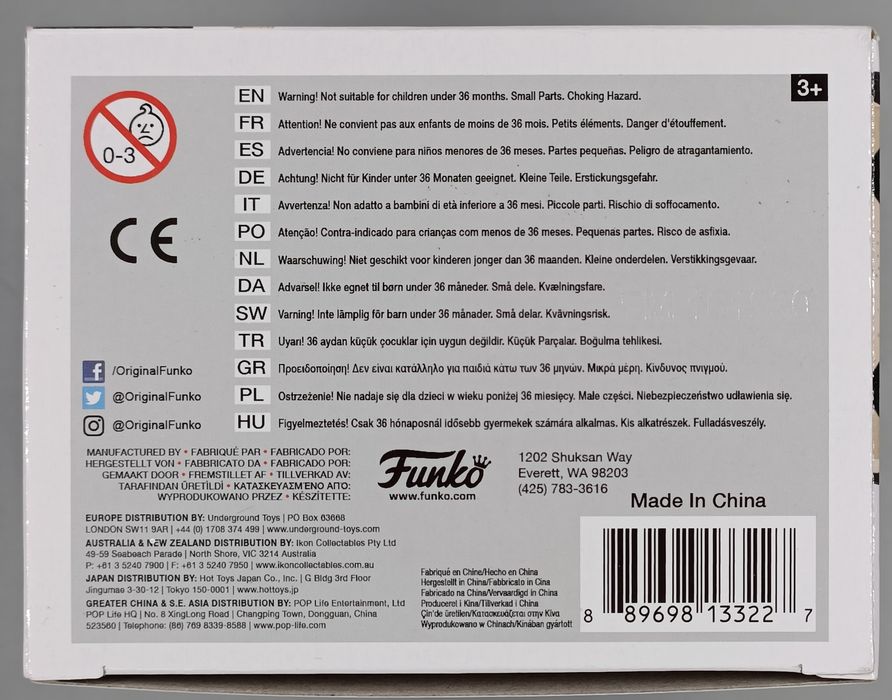 3+
0-3
CE
EN Warning! Not suitable for children under 36 months. Small Parts. Choking Hazard.
FR Attention! Ne convient pas aux enfants de moins de 36 mois. Petits éléments. Danger d'étouffement.
ES Advertencia! No conviene para niños menores de 36 meses. Partes pequeñas. Peligro de atragantamiento.
DE Achtung! Nicht für Kinder unter 36 Monaten geeignet. Kleine Teile. Erstickungsgefahr.
IT Avvertenza! Non adatto a bambini di età inferiore a 36 mesi. Piccole parti. Rischio di soffocamento.
PO Atenção! Contra-indicado para crianças com menos de 36 meses. Pequenas partes. Risco de asfixia.
NL Waarschuwing! Niet geschikt voor kinderen jonger dan 36 maanden. Kleine onderdelen. Verstikkingsgevaar.
DA Advarsel! Ikke egnet til børn under 36 måneder. Små dele. Kvælningsfare.
SW Varning! Inte lämplig för barn under 36 månader. Små delar. Kvävningsrisk.
TR Uyarı! 36 aydan küçük çocuklar için uygun değildir. Küçük Parçalar. Boğulma tehlikesi.
GR Προειδοποίηση! Δεν είναι κατάλληλο για παιδιά κάτω των 36 μηνών. Μικρά μέρη. Κίνδυνος πνιγμού.
PL Ostrzeżenie! Nie nadaje się dla dzieci w wieku poniżej 36 miesięcy. Małe części. Niebezpieczeństwo udławienia się.
HU Figyelmeztetés! Csak 36 hónaposnál idősebb gyermekek számára alkalmas. Kis alkatrészek. Fulladásveszély.
f /OriginalFunko
@OriginalFunko
@OriginalFunko
MANUFACTURED BY • FABRIQUÉ PAR • FABRICADO POR:
HERGESTELLT VON • FABBRICATO DA • FABRICADO POR:
GEMAAKT DOOR • FREMSTILLET AF • TILLVERKAD AV:
TARAFINDAN ÜRETİLDİ • ΚΑΤΑΣΚΕΥΑΣΜΕΝΟ ΑΠΟ:
WYPRODUKOWANO PRZEZ • KÉSZÍTETTE:
Funko
www.funko.com
1202 Shuksan Way
Everett, WA 98203
(425) 783-3616
Made In China
EUROPE DISTRIBUTION BY: Underground Toys | PO Box 63668
LONDON SW11 9AR | +44 (0) 1708 374 499 | www.underground-toys.com
AUSTRALIA & NEW ZEALAND DISTRIBUTION BY: Ikon Collectables Pty Ltd
49-59 Seabeach Parade | North Shore, VIC 3214 Australia
P: +61 3 5240 7900 | F: +61 3 5240 7950 | www.ikoncollectables.com.au
JAPAN DISTRIBUTION BY: Hot Toys Japan Co., Inc. | G Bldg 3rd Floor
Jingumae 3-30-12 | Tokyo 150-0001 | www.hottoys.jp
GREATER CHINA & S.E. ASIA DISTRIBUTION BY: POP Life Entertainment, Ltd
POP Life HQ | No. 8 XingLong Road | Changping Town, Dongguan, China
523560 | Telephone: (86) 769 8339-8588 | www.pop-life.com
Fabriqué en Chine/Hecho en China
Hergestellt in China/Fabbricato in Cina
Fabricado na China/Vervaardigd in China
Produceret i Kina/Tillverkad i China
Çin'de üretilen/Κατασκευάζεται στην Κίνα
Wyprodukowano w Chinach/Kínában gyártott
8 89698 13322 7